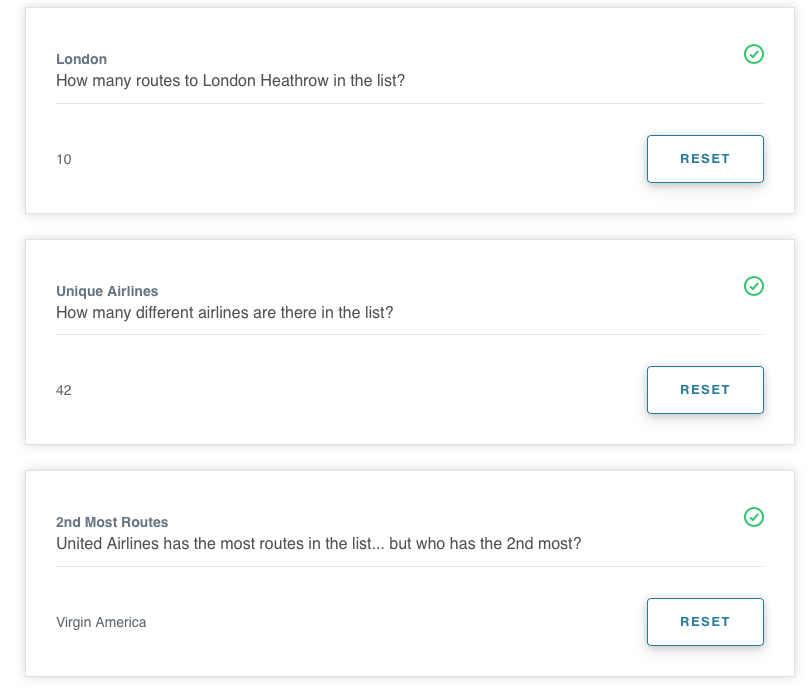 London
How many routes to London Heathrow in the list?
10
RESET
Unique Airlines
How many different airlines are there in the list?
42
RESET
2nd Most Routes
United Airlines has the most routes in the list... but who has the 2nd most?
Virgin America
RESET